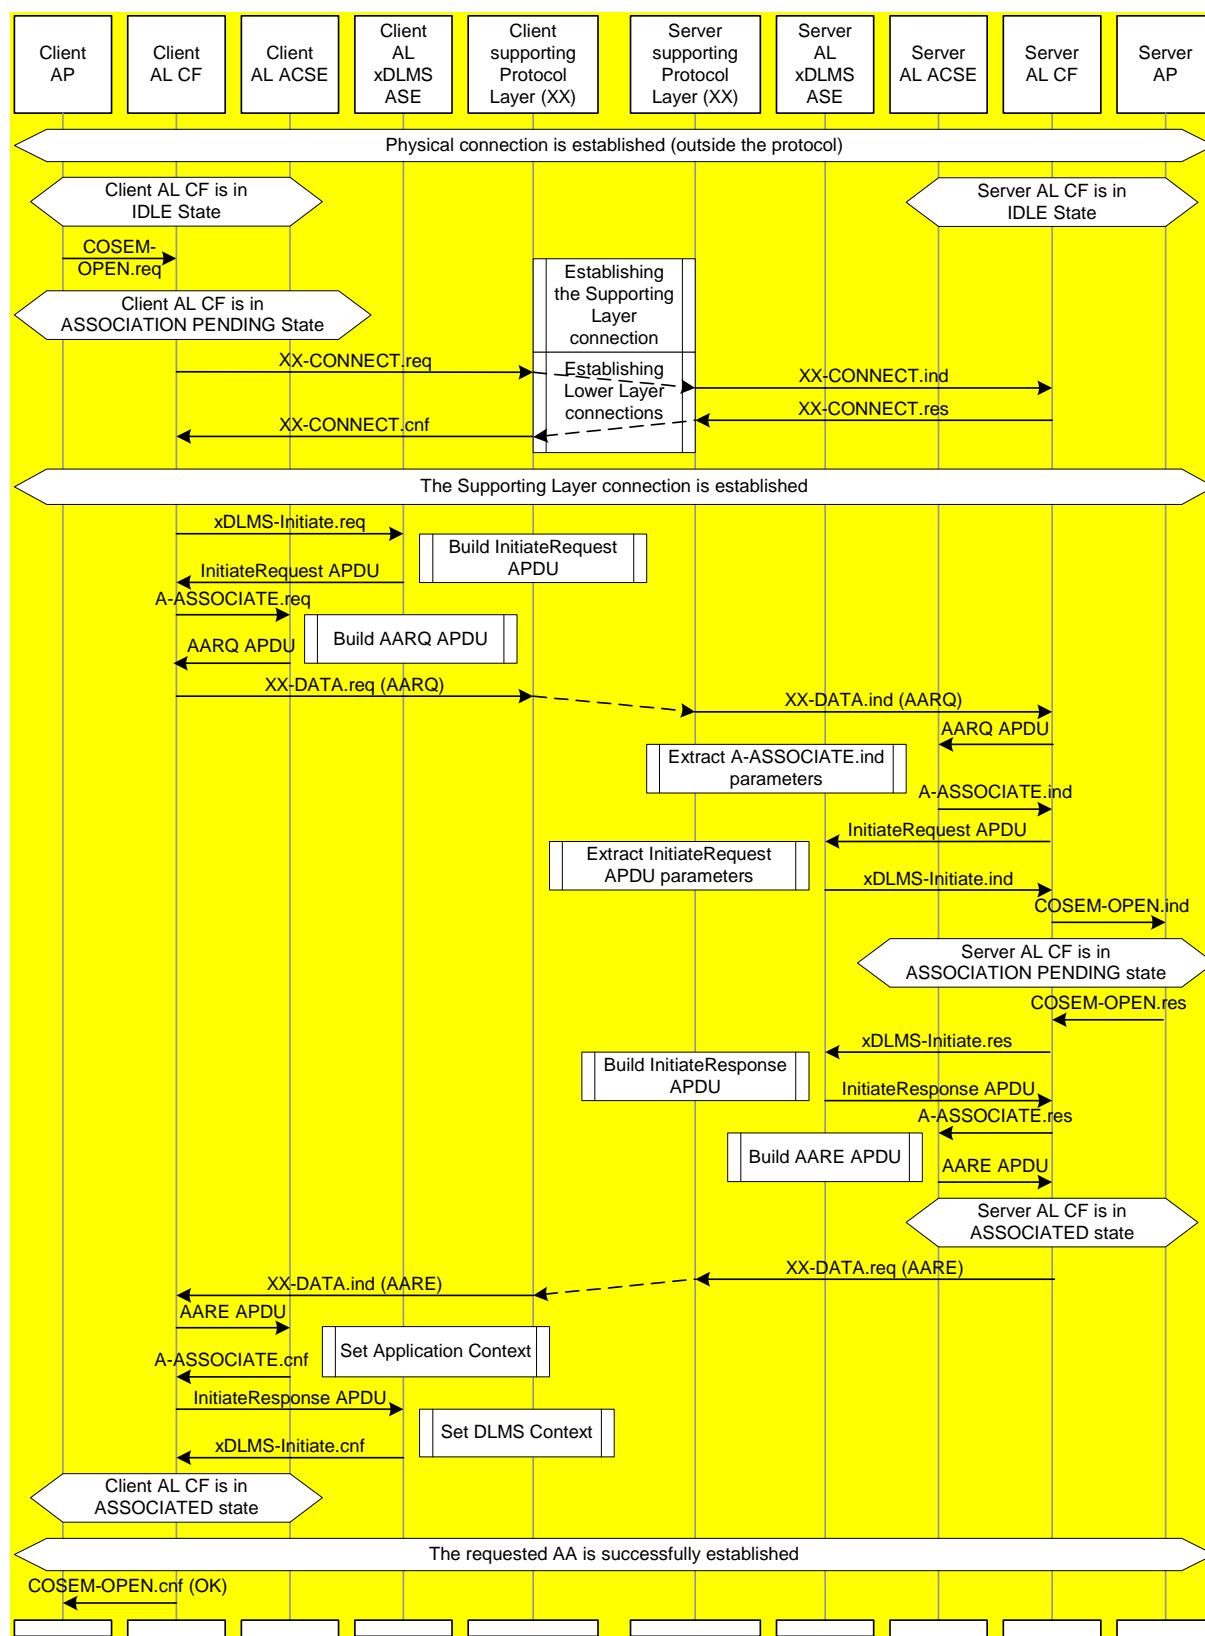 Client
AP
Client
AL CF
Client
AL ACSE
Client
AL
xDLMS
ASE
Client
supporting
Protocol
Layer (XX)
Server
supporting
Protocol
Layer (XX)
Server
AL
xDLMS
ASE
Server
AL ACSE
Server
AL CF
Server
AP
Physical connection is established (outside the protocol)
Client AL CF is in
IDLE State
Server AL CF is in
IDLE State
COSEM-
OPEN.req
Establishing
the Supporting
Layer
connection
Client AL CF is in
ASSOCIATION PENDING State
XX-CONNECT.req
Establishing
Lower Layer
connections
XX-CONNECT.ind
XX-CONNECT.res
XX-CONNECT.cnf
The Supporting Layer connection is established
xDLMS-Initiate.req
Build InitiateRequest
APDU
InitiateRequest APDU
A-ASSOCIATE.req
Build AARQ APDU
AARQ APDU
XX-DATA.req (AARQ)
XX-DATA.ind (AARQ)
AARQ APDU
Extract A-ASSOCIATE.ind
parameters
A-ASSOCIATE.ind
InitiateRequest APDU
Extract InitiateRequest
APDU parameters
xDLMS-Initiate.ind
COSEM-OPEN.ind
Server AL CF is in
ASSOCIATION PENDING state
COSEM-OPEN.res
xDLMS-Initiate.res
Build InitiateResponse
APDU
InitiateResponse APDU
A-ASSOCIATE.res
Build AARE APDU
AARE APDU
Server AL CF is in
ASSOCIATED state
XX-DATA.req (AARE)
XX-DATA.ind (AARE)
AARE APDU
Set Application Context
A-ASSOCIATE.cnf
InitiateResponse APDU
Set DLMS Context
xDLMS-Initiate.cnf
Client AL CF is in
ASSOCIATED state
The requested AA is successfully established
COSEM-OPEN.cnf (OK)